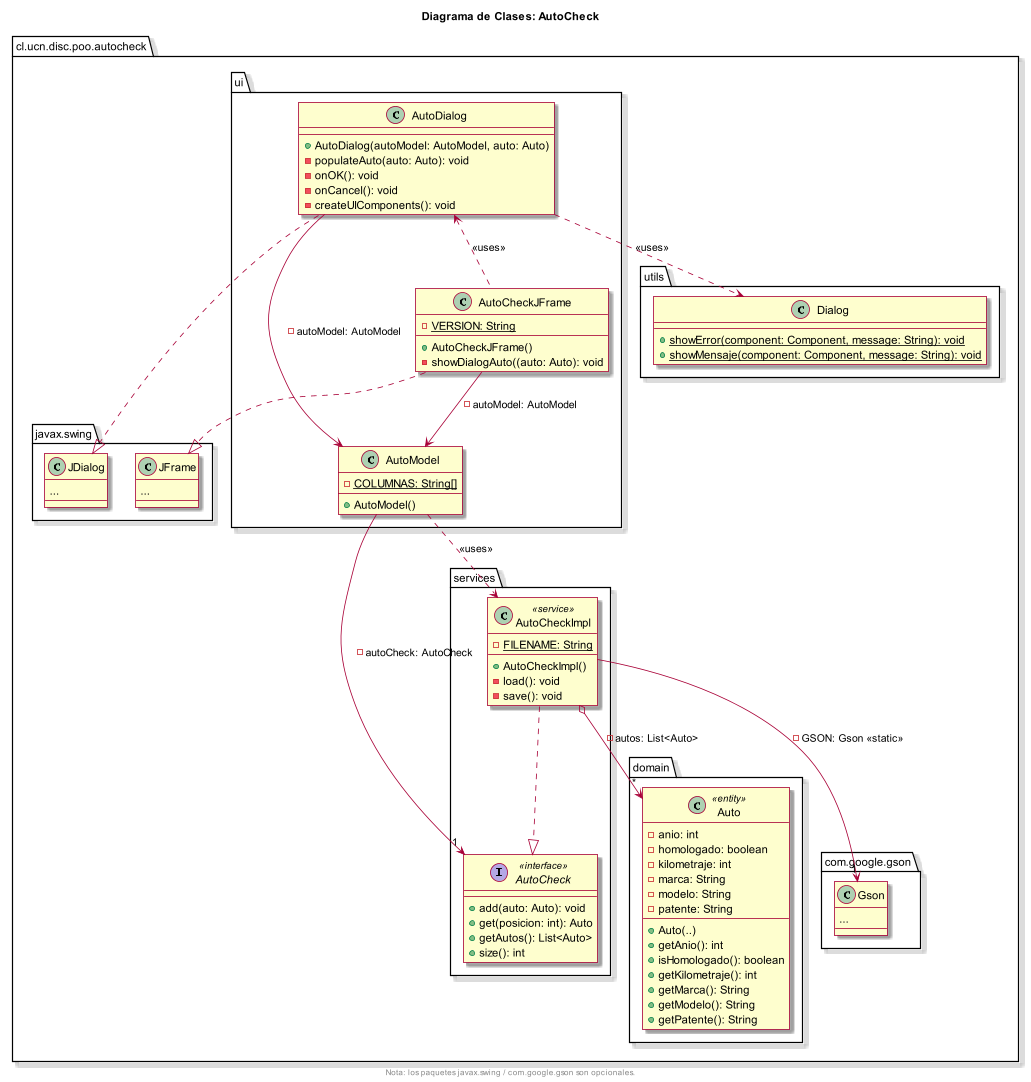 Diagrama de Clases: AutoCheck
cl.ucn.disc.poo.autocheck
ui
C AutoDialog
AutoDialog(autoModel: AutoModel, auto: Auto)
populateAuto(auto: Auto): void
onOK(): void
onCancel(): void
createUIComponents(): void
«uses»
«uses»
utils
C Dialog
showError(component: Component, message: String): void
showMensaje(component: Component, message: String): void
C AutoCheckJFrame
VERSION: String
AutoCheckJFrame()
showDialogAuto((auto: Auto): void
autoModel: AutoModel
autoModel: AutoModel
javax.swing
C JDialog
...
C JFrame
...
C AutoModel
COLUMNAS: String[]
AutoModel()
«uses»
services
«service»
C AutoCheckImpl
FILENAME: String
AutoCheckImpl()
load(): void
save(): void
autoCheck: AutoCheck
autos: List<Auto>
GSON: Gson «static»
domain
*
«entity»
C Auto
anio: int
homologado: boolean
kilometraje: int
marca: String
modelo: String
patente: String
Auto(..)
getAnio(): int
isHomologado(): boolean
getKilometraje(): int
getMarca(): String
getModelo(): String
getPatente(): String
1
«interface»
I AutoCheck
add(auto: Auto): void
get(posicion: int): Auto
getAutos(): List<Auto>
size(): int
com.google.gson
C Gson
...
Nota: los paquetes javax.swing / com.google.gson son opcionales